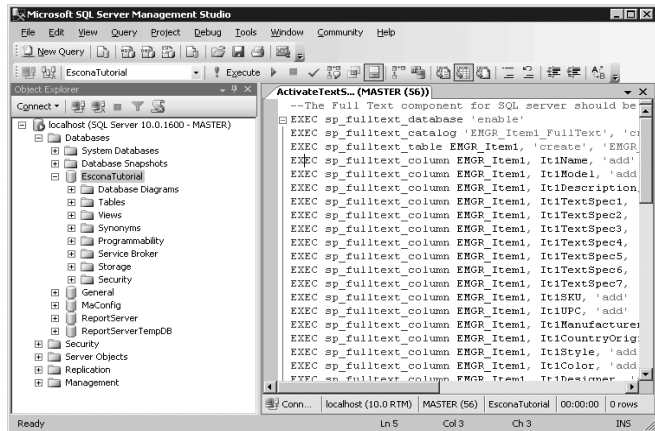 Microsoft SQL Server Management Studio
File Edit View Query Project Debug Tools Window Community Help
New Query
EsconaTutorial Execute
Object Explorer
Connect
localhost (SQL Server 10.0.1600 - MASTER)
Databases
System Databases
Database Snapshots
EsconaTutorial
Database Diagrams
Tables
Views
Synonyms
Programmability
Service Broker
Storage
Security
General
MaConfig
ReportServer
ReportServerTempDB
Security
Server Objects
Replication
Management
ActivateTextS... (MASTER (56))
--The Full Text component for SQL server should be
EXEC sp_fulltext_database 'enable'
EXEC sp_fulltext_catalog 'EMGR_Item1_FullText', 'cr
EXEC sp_fulltext_table EMGR_Item1, 'create', 'EMGR
EXEC sp_fulltext_column EMGR_Item1, It1Name, 'add'
EXEC sp_fulltext_column EMGR_Item1, It1Model, 'add
EXEC sp_fulltext_column EMGR_Item1, It1Description,
EXEC sp_fulltext_column EMGR_Item1, It1TextSpec1,
EXEC sp_fulltext_column EMGR_Item1, It1TextSpec2,
EXEC sp_fulltext_column EMGR_Item1, It1TextSpec3,
EXEC sp_fulltext_column EMGR_Item1, It1TextSpec4,
EXEC sp_fulltext_column EMGR_Item1, It1TextSpec5,
EXEC sp_fulltext_column EMGR_Item1, It1TextSpec6,
EXEC sp_fulltext_column EMGR_Item1, It1TextSpec7,
EXEC sp_fulltext_column EMGR_Item1, It1SKU, 'add'
EXEC sp_fulltext_column EMGR_Item1, It1UPC, 'add'
EXEC sp_fulltext_column EMGR_Item1, It1Manufacturer
EXEC sp_fulltext_column EMGR_Item1, It1CountryOrigi
EXEC sp_fulltext_column EMGR_Item1, It1Style, 'add
EXEC sp_fulltext_column EMGR_Item1, It1Color, 'add
EXEC sp_fulltext_column EMGR_Item1, It1Designer,
Conn... localhost (10.0 RTM) MASTER (56) EsconaTutorial 00:00:00 0 rows
Ready Ln 5 Col 3 Ch 3 INS